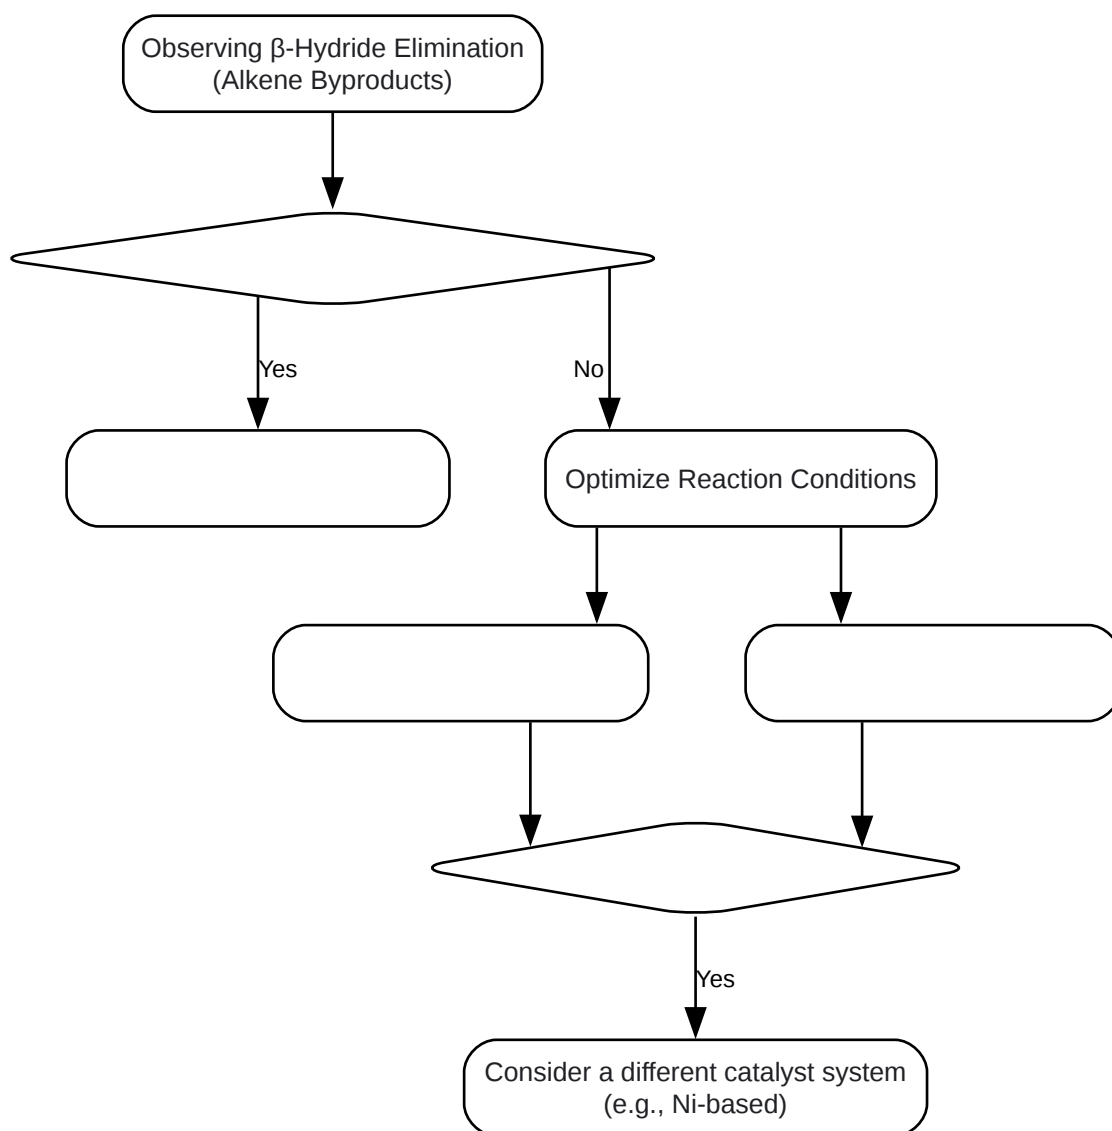 Observing β-Hydride Elimination
(Alkene Byproducts)
Yes
No
Optimize Reaction Conditions
Yes
Consider a different catalyst system
(e.g., Ni-based)